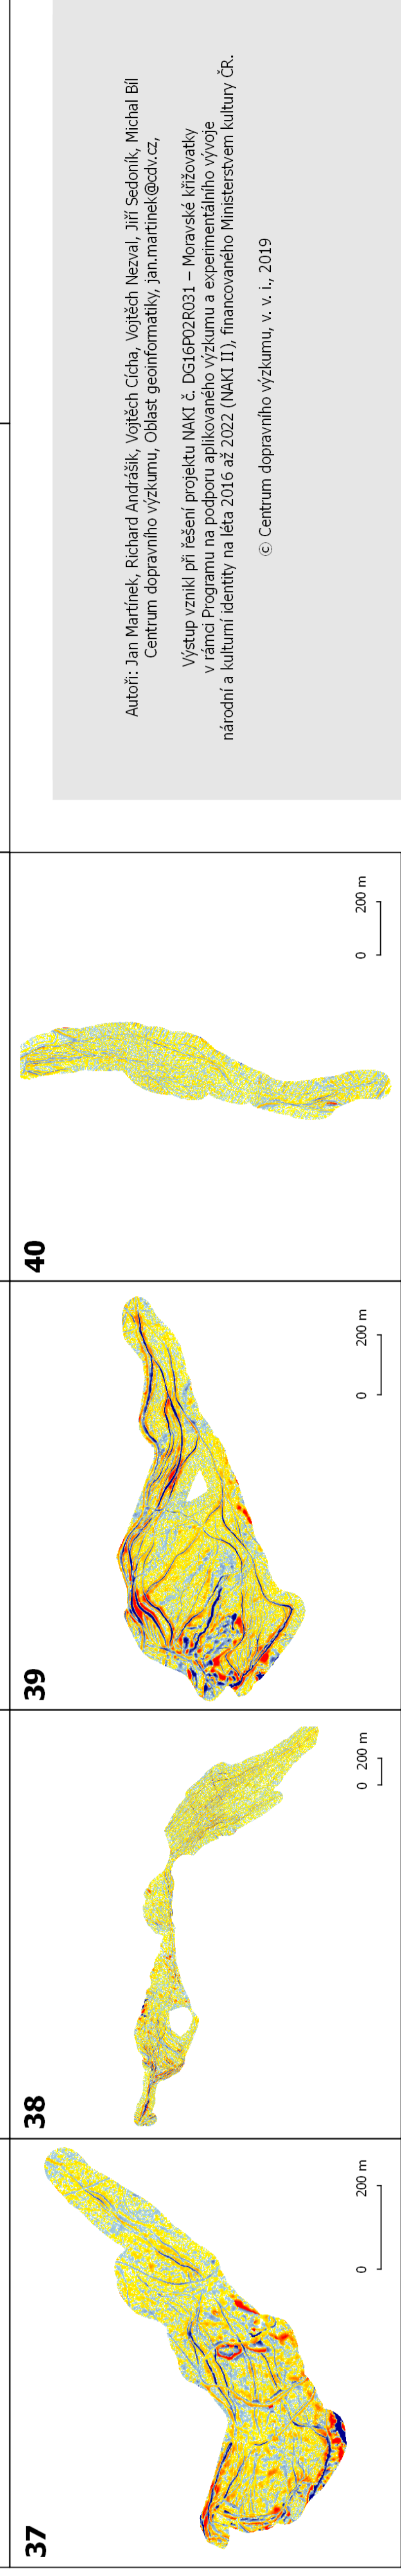 37
0 200 m
38
0 200 m
39
0 200 m
40
0 200 m
Autoři: Jan Martínek, Richard Andrášik, Vojtěch Cícha, Vojtěch Nezval, Jiří Sedoník, Michal Bíl
Centrum dopravního výzkumu, Oblast geoinformatiky, jan.martinek@cdv.cz,
Výstup vznikl při řešení projektu NAKI č. DG16P02R031 – Moravské křižovatky
v rámci Programu na podporu aplikovaného výzkumu a experimentálního vývoje
národní a kulturní identity na léta 2016 až 2022 (NAKI II), financovaného Ministerstvem kultury ČR.
© Centrum dopravního výzkumu, v. v. i., 2019